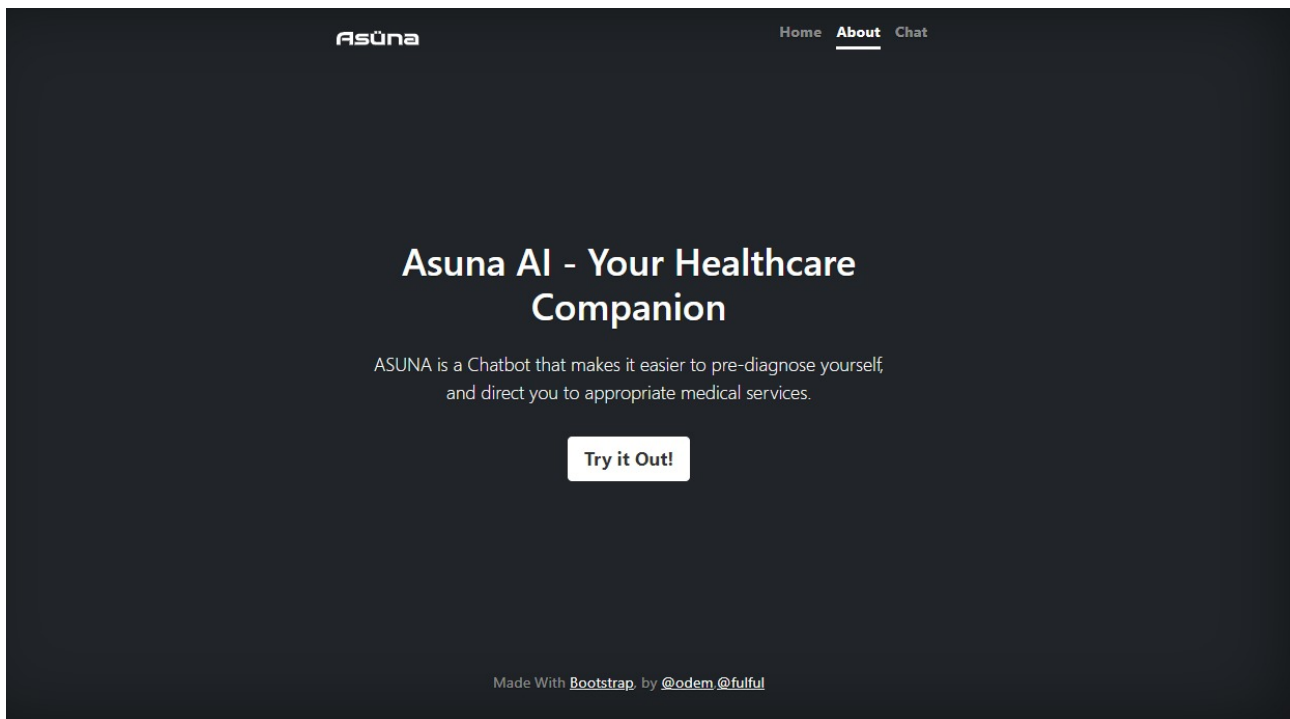 Asüna
Home About Chat
Asuna AI - Your Healthcare
Companion
ASUNA is a Chatbot that makes it easier to pre-diagnose yourself,
and direct you to appropriate medical services.
Try it Out!
Made With Bootstrap, by @odem,@fulful